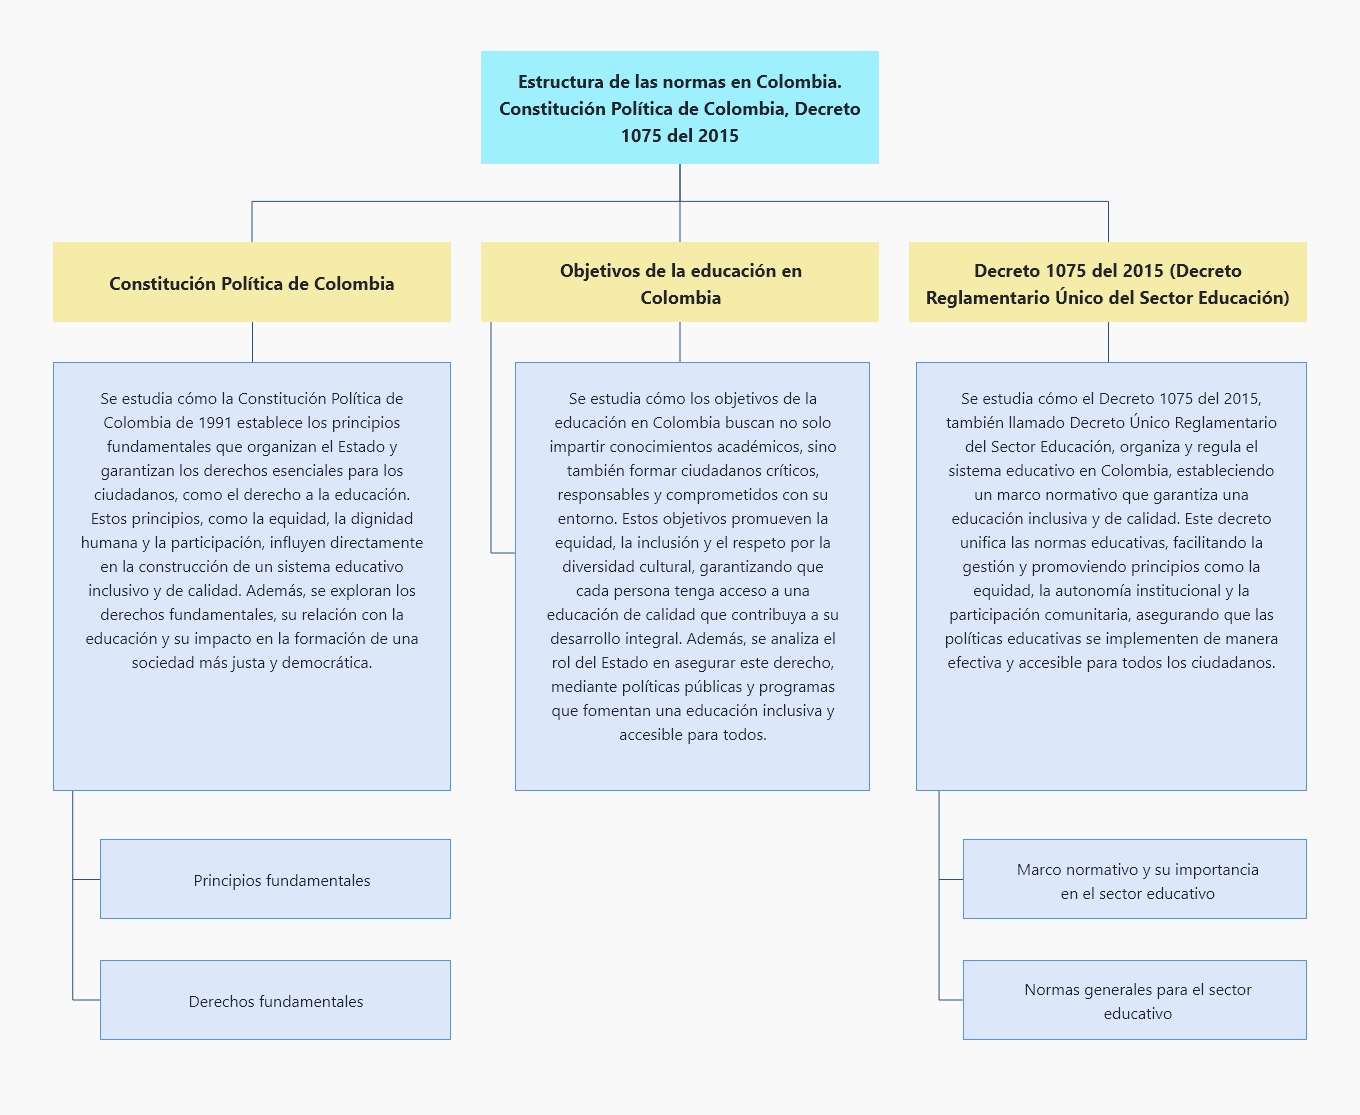 Estructura de las normas en Colombia.
Constitución Política de Colombia, Decreto
1075 del 2015
Constitución Política de Colombia
Objetivos de la educación en
Colombia
Decreto 1075 del 2015 (Decreto
Reglamentario Único del Sector Educación)
Se estudia cómo la Constitución Política de
Colombia de 1991 establece los principios
fundamentales que organizan el Estado y
garantizan los derechos esenciales para los
ciudadanos, como el derecho a la educación.
Estos principios, como la equidad, la dignidad
humana y la participación, influyen directamente
en la construcción de un sistema educativo
inclusivo y de calidad. Además, se exploran los
derechos fundamentales, su relación con la
educación y su impacto en la formación de una
sociedad más justa y democrática.
Se estudia cómo los objetivos de la
educación en Colombia buscan no solo
impartir conocimientos académicos, sino
también formar ciudadanos críticos,
responsables y comprometidos con su
entorno. Estos objetivos promueven la
equidad, la inclusión y el respeto por la
diversidad cultural, garantizando que
cada persona tenga acceso a una
educación de calidad que contribuya a su
desarrollo integral. Además, se analiza el
rol del Estado en asegurar este derecho,
mediante políticas públicas y programas
que fomentan una educación inclusiva y
accesible para todos.
Se estudia cómo el Decreto 1075 del 2015,
también llamado Decreto Único Reglamentario
del Sector Educación, organiza y regula el
sistema educativo en Colombia, estableciendo
un marco normativo que garantiza una
educación inclusiva y de calidad. Este decreto
unifica las normas educativas, facilitando la
gestión y promoviendo principios como la
equidad, la autonomía institucional y la
participación comunitaria, asegurando que las
políticas educativas se implementen de manera
efectiva y accesible para todos los ciudadanos.
Principios fundamentales
Derechos fundamentales
Marco normativo y su importancia
en el sector educativo
Normas generales para el sector
educativo